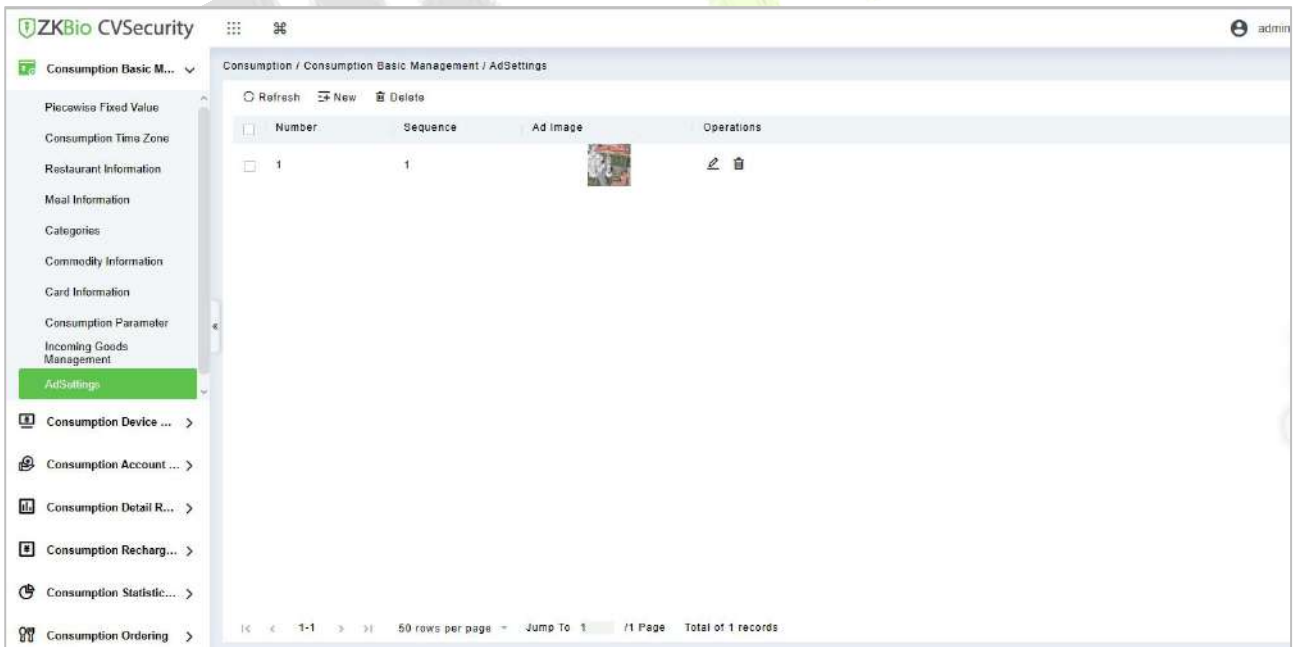 ZKBio CVSecurity
admin
Consumption Basic M...
Piecewise Fixed Value
Consumption Time Zone
Restaurant Information
Meal Information
Categories
Commodity Information
Card Information
Consumption Parameter
Incoming Goods
Management
AdSettings
Consumption Device ...
Consumption Account ...
Consumption Detail R...
Consumption Recharg...
Consumption Statistic...
Consumption Ordering
Consumption / Consumption Basic Management / AdSettings
Refresh New Delete
Number Sequence Ad Image Operations
1 1
1-1 50 rows per page Jump To 1 /1 Page Total of 1 records